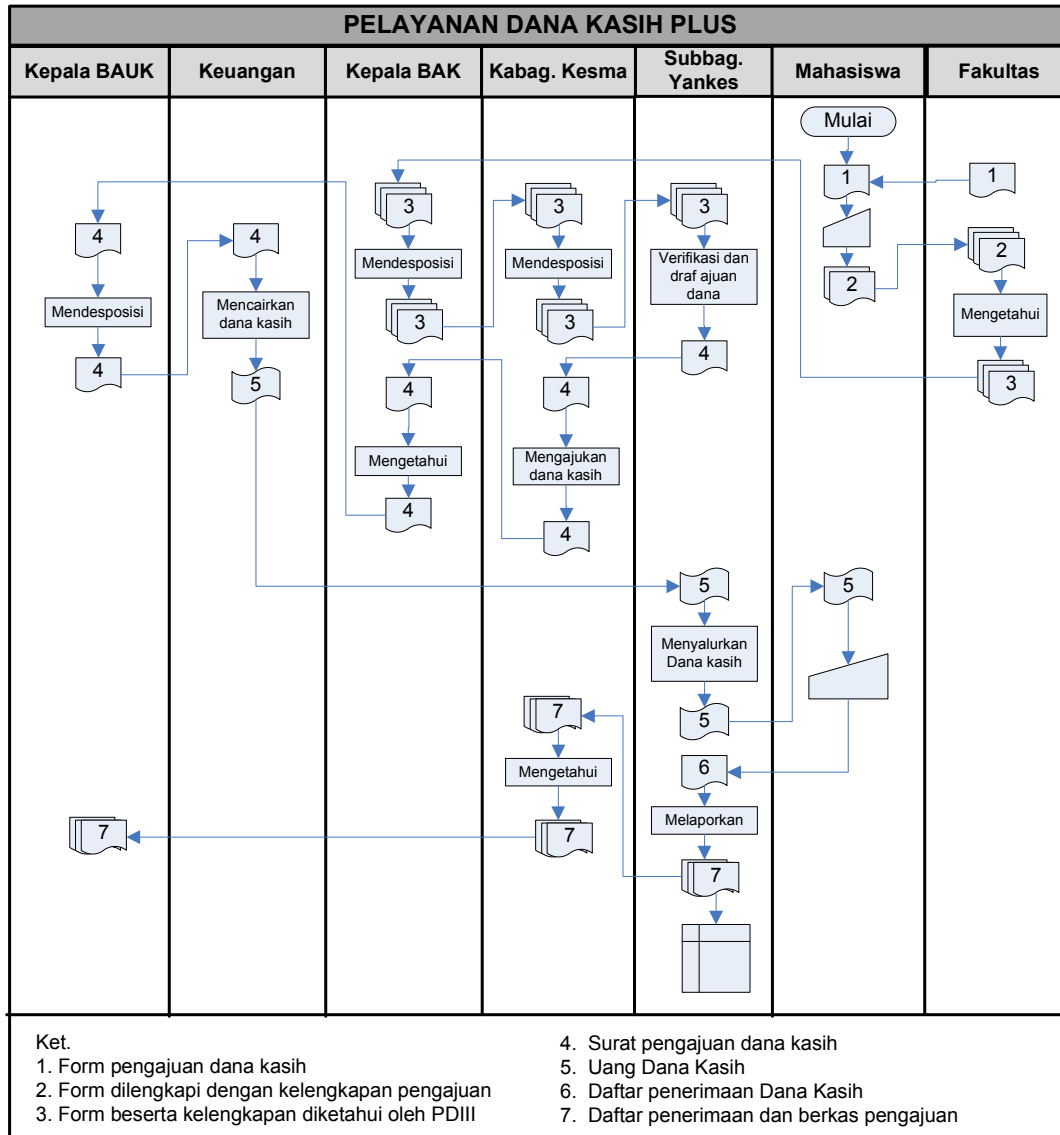 PELAYANAN DANA KASIH PLUS
Kepala BAUK
Keuangan
Kepala BAK
Kabag. Kesma
Subbag.
Yankes
Mahasiswa
Fakultas
Mulai
1
1
3
3
3
4
4
2
2
Mendesposisi
Mendesposisi
Verifikasi dan
draf ajuan
dana
Mendesposisi
Mencairkan
dana kasih
Mengetahui
3
3
4
4
5
3
4
4
Mengetahui
Mengajukan
dana kasih
4
4
5
5
Menyalurkan
Dana kasih
5
7
6
Mengetahui
Melaporkan
7
7
7
Ket.
1. Form pengajuan dana kasih
2. Form dilengkapi dengan kelengkapan pengajuan
3. Form beserta kelengkapan diketahui oleh PDIII
4. Surat pengajuan dana kasih
5. Uang Dana Kasih
6. Daftar penerimaan Dana Kasih
7. Daftar penerimaan dan berkas pengajuan